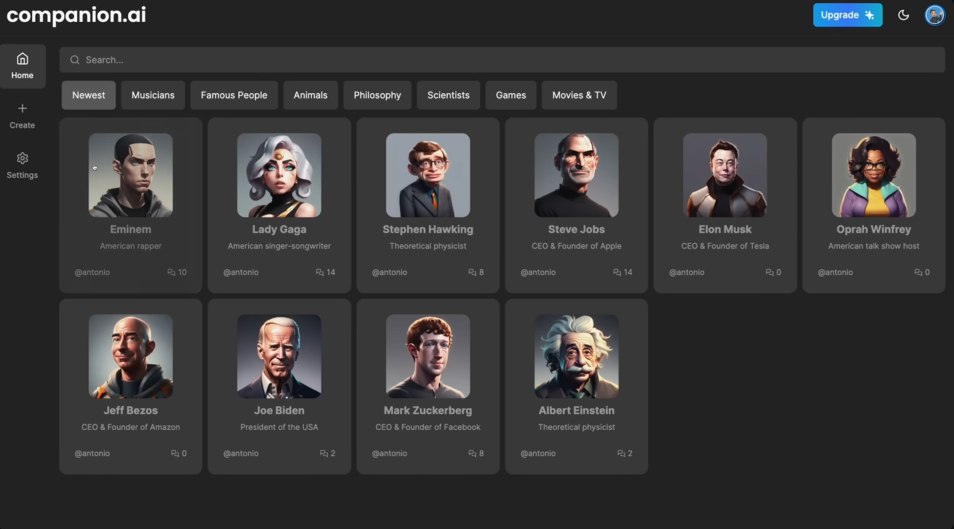 companion.ai
Upgrade
Home
Create
Settings
Search...
Newest
Musicians
Famous People
Animals
Philosophy
Scientists
Games
Movies & TV
Eminem
American rapper
@antonio
10
Lady Gaga
American singer-songwriter
@antonio
14
Stephen Hawking
Theoretical physicist
@antonio
8
Steve Jobs
CEO & Founder of Apple
@antonio
14
Elon Musk
CEO & Founder of Tesla
@antonio
0
Oprah Winfrey
American talk show host
@antonio
0
Jeff Bezos
CEO & Founder of Amazon
@antonio
0
Joe Biden
President of the USA
@antonio
2
Mark Zuckerberg
CEO & Founder of Facebook
@antonio
8
Albert Einstein
Theoretical physicist
@antonio
2